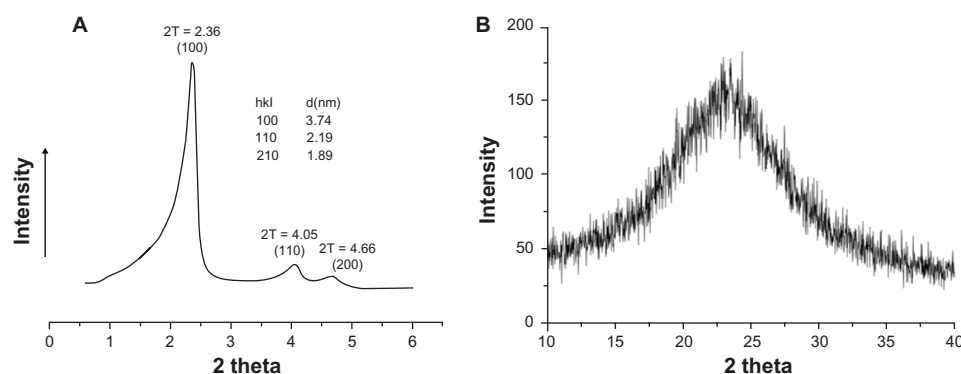 A
2T = 2.36
(100)
hkl d(nm)
100 3.74
110 2.19
210 1.89
2T = 4.05
(110)
2T = 4.66
(200)
Intensity
0 1 2 3 4 5 6
2 theta
B
200
150
100
50
0
Intensity
10 15 20 25 30 35 40
2 theta